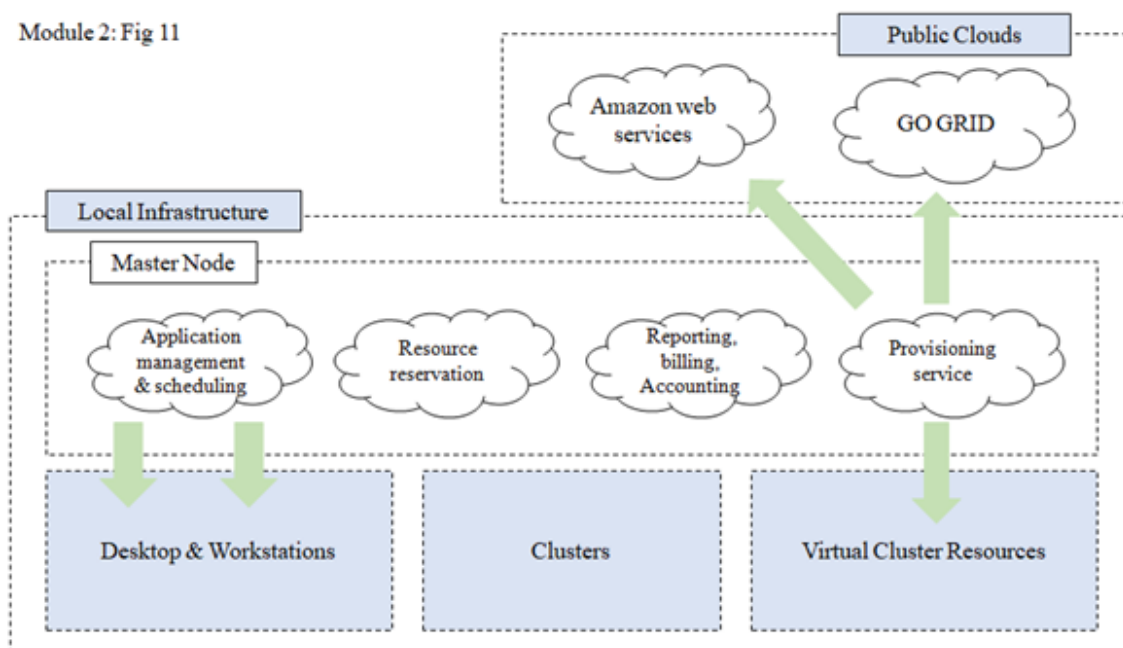 Module 2: Fig 11
Public Clouds
Amazon web
services
GO GRID
Local Infrastructure
Master Node
Application
management
& scheduling
Resource
reservation
Reporting,
billing,
Accounting
Provisioning
service
Desktop & Workstations
Clusters
Virtual Cluster Resources